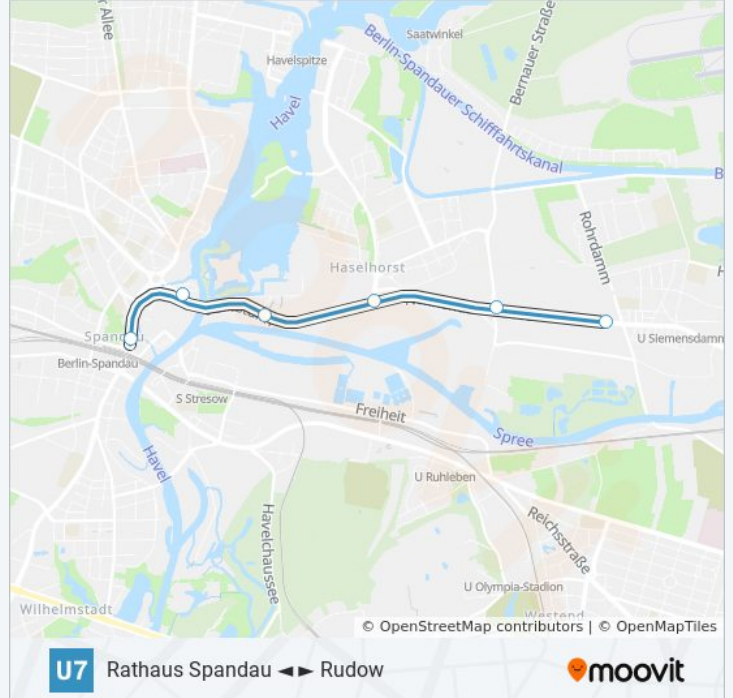 r Allee
Saatwinkel
Bernauer Straße
Havelspitze
Berlin-Spandauer Schifffahrtskanal
Havel
B
Rohrdamm
Haselhorst
H
Spandau
U Siemensdamm
Berlin-Spandau
S Stresow
Freiheit
Spree
Havel
U Ruhleben
Havelchaussee
Reichsstraße
U Olympia-Stadion
Wilhelmstadt
Westend
© OpenStreetMap contributors | © OpenMapTiles
U7 Rathaus Spandau ◄► Rudow
moovit